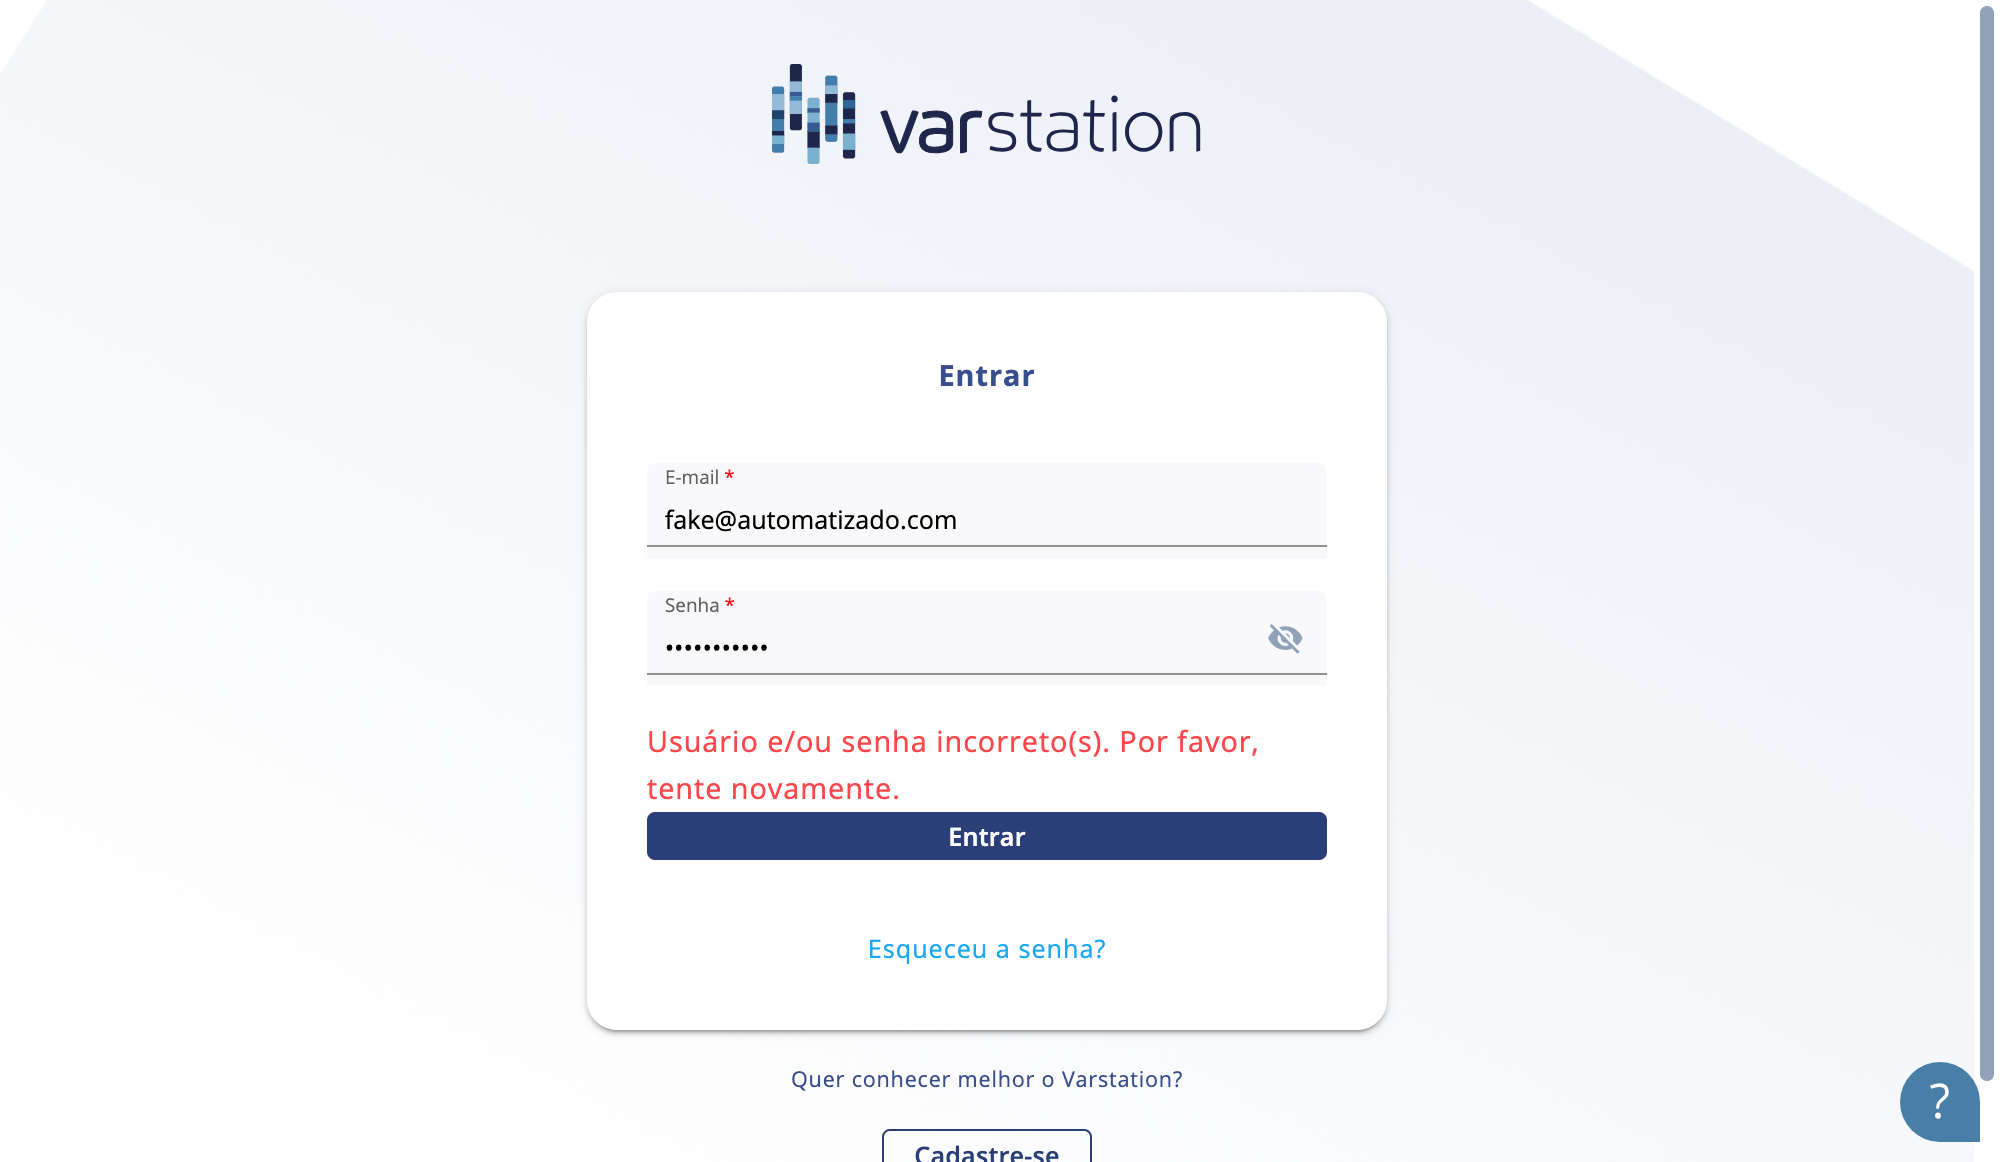 varstation
Entrar
E-mail *
fake@automatizado.com
Senha *
•••••••••••
Usuário e/ou senha incorreto(s). Por favor,
tente novamente.
Entrar
Esqueceu a senha?
Quer conhecer melhor o Varstation?
Cadastre-se
?